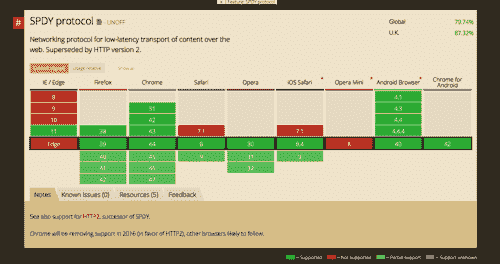 1 result found
# SPDY protocol - UNOFF
Global 79.74%
U.K. 87.32%
Networking protocol for low-latency transport of content over the
web. Superseded by HTTP version 2.
IE / Edge Firefox Chrome Safari Opera iOS Safari Opera Mini Android Browser Chrome for Android
8 4.1
9 31 4.3
10 42 4.4
11 38 43 7.1 7.1 4.4.4
Edge 39 44 8 30 8.4 8 40 42
40 45 9 31 9
41 46 32
42 47
Notes Known issues (0) Resources (5) Feedback
See also support for HTTP2, successor of SPDY.
Chrome will be removing support in 2016 (in favor of HTTP2), other browsers likely to follow.
= Supported = Not supported = Partial support = Support unknown